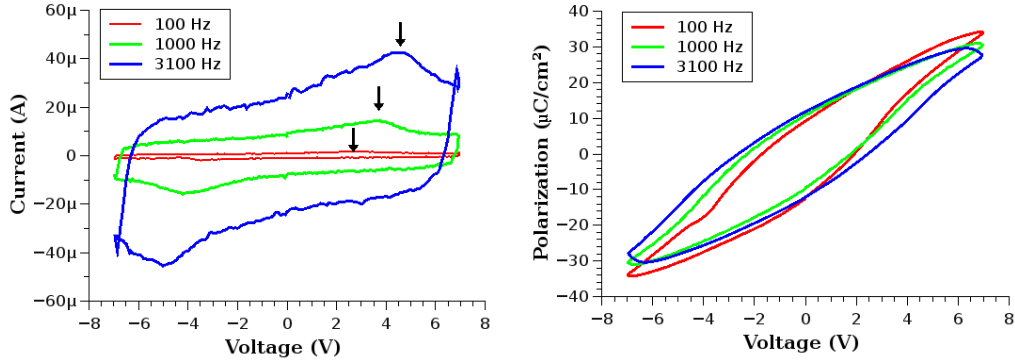 60μ
40μ
20μ
0
−20μ
−40μ
−60μ
Current (A)
100 Hz
1000 Hz
3100 Hz
−8 −6 −4 −2 0 2 4 6 8
Voltage (V)
40
30
20
10
0
−10
−20
−30
−40
Polarization (μC/cm²)
100 Hz
1000 Hz
3100 Hz
−8 −6 −4 −2 0 2 4 6 8
Voltage (V)